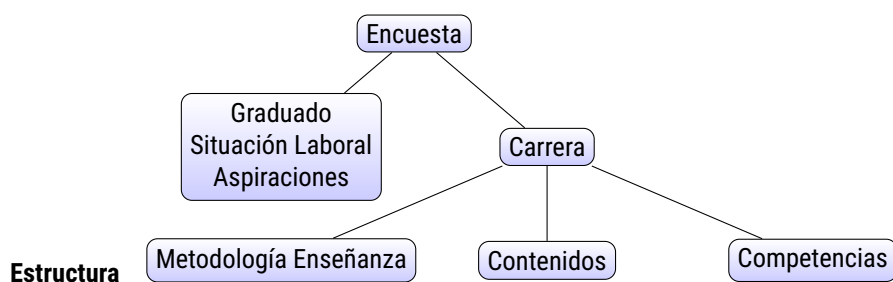 Encuesta
Graduado
Situación Laboral
Aspiraciones
Carrera
Metodología Enseñanza
Contenidos
Competencias
Estructura